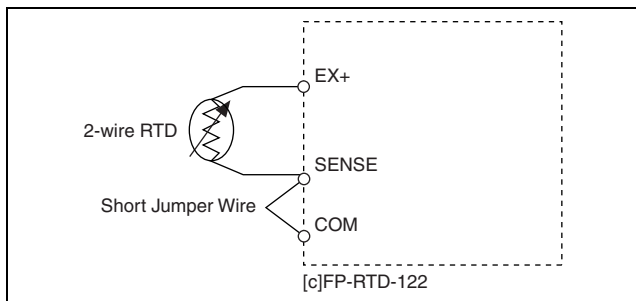 EX+
2-wire RTD
SENSE
Short Jumper Wire
COM
[c]FP-RTD-122